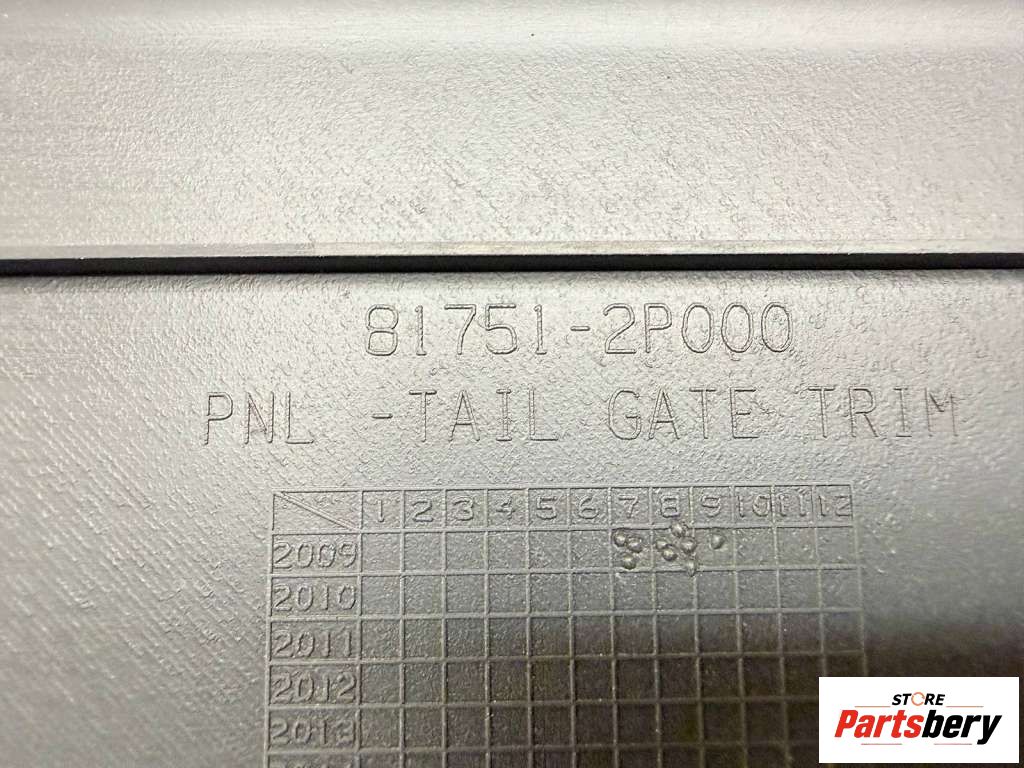 81751-2P000
PNL -TAIL GATE TRIM
1 2 3 4 5 6 7 8 9 10 11 12
2009
2010
2011
2012
2013
STORE
Partsbery